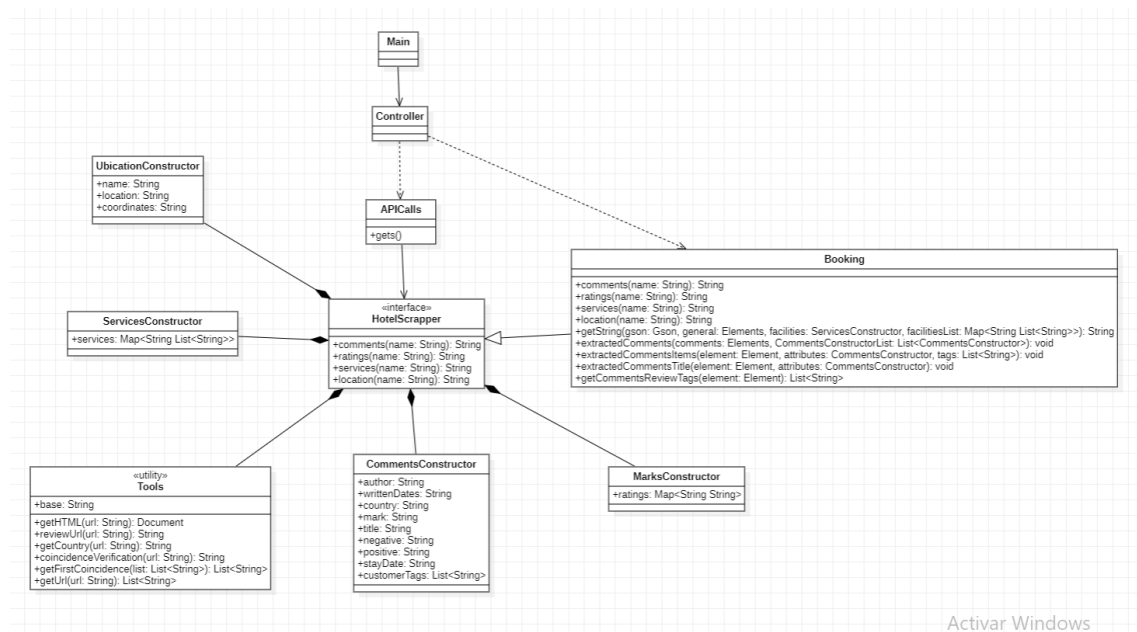 Main
Controller
UbicationConstructor
+name: String
+location: String
+coordinates: String
APICalls
+gets()
Booking
+comments(name: String): String
+ratings(name: String): String
+services(name: String): String
+location(name: String): String
+getString(gson: Gson, general: Elements, facilities: ServicesConstructor, facilitiesList: Map<String List<String>>): String
+extractedComments(comments: Elements, CommentsConstructorList: List<CommentsConstructor>): void
+extractedCommentsItems(element: Element, attributes: CommentsConstructor, tags: List<String>): void
+extractedCommentsTitle(element: Element, attributes: CommentsConstructor): void
+getCommentsReviewTags(element: Element): List<String>
«interface»
HotelScrapper
+comments(name: String): String
+ratings(name: String): String
+services(name: String): String
+location(name: String): String
ServicesConstructor
+services: Map<String List<String>>
«utility»
Tools
+base: String
+getHTML(url: String): Document
+reviewUrl(url: String): String
+getCountry(url: String): String
+coincidenceVerification(url: String): String
+getFirstCoincidence(list: List<String>): List<String>
+getUrl(url: String): List<String>
CommentsConstructor
+author: String
+writtenDates: String
+country: String
+mark: String
+title: String
+negative: String
+positive: String
+stayDate: String
+customerTags: List<String>
MarksConstructor
+ratings: Map<String String>
Activar Windows